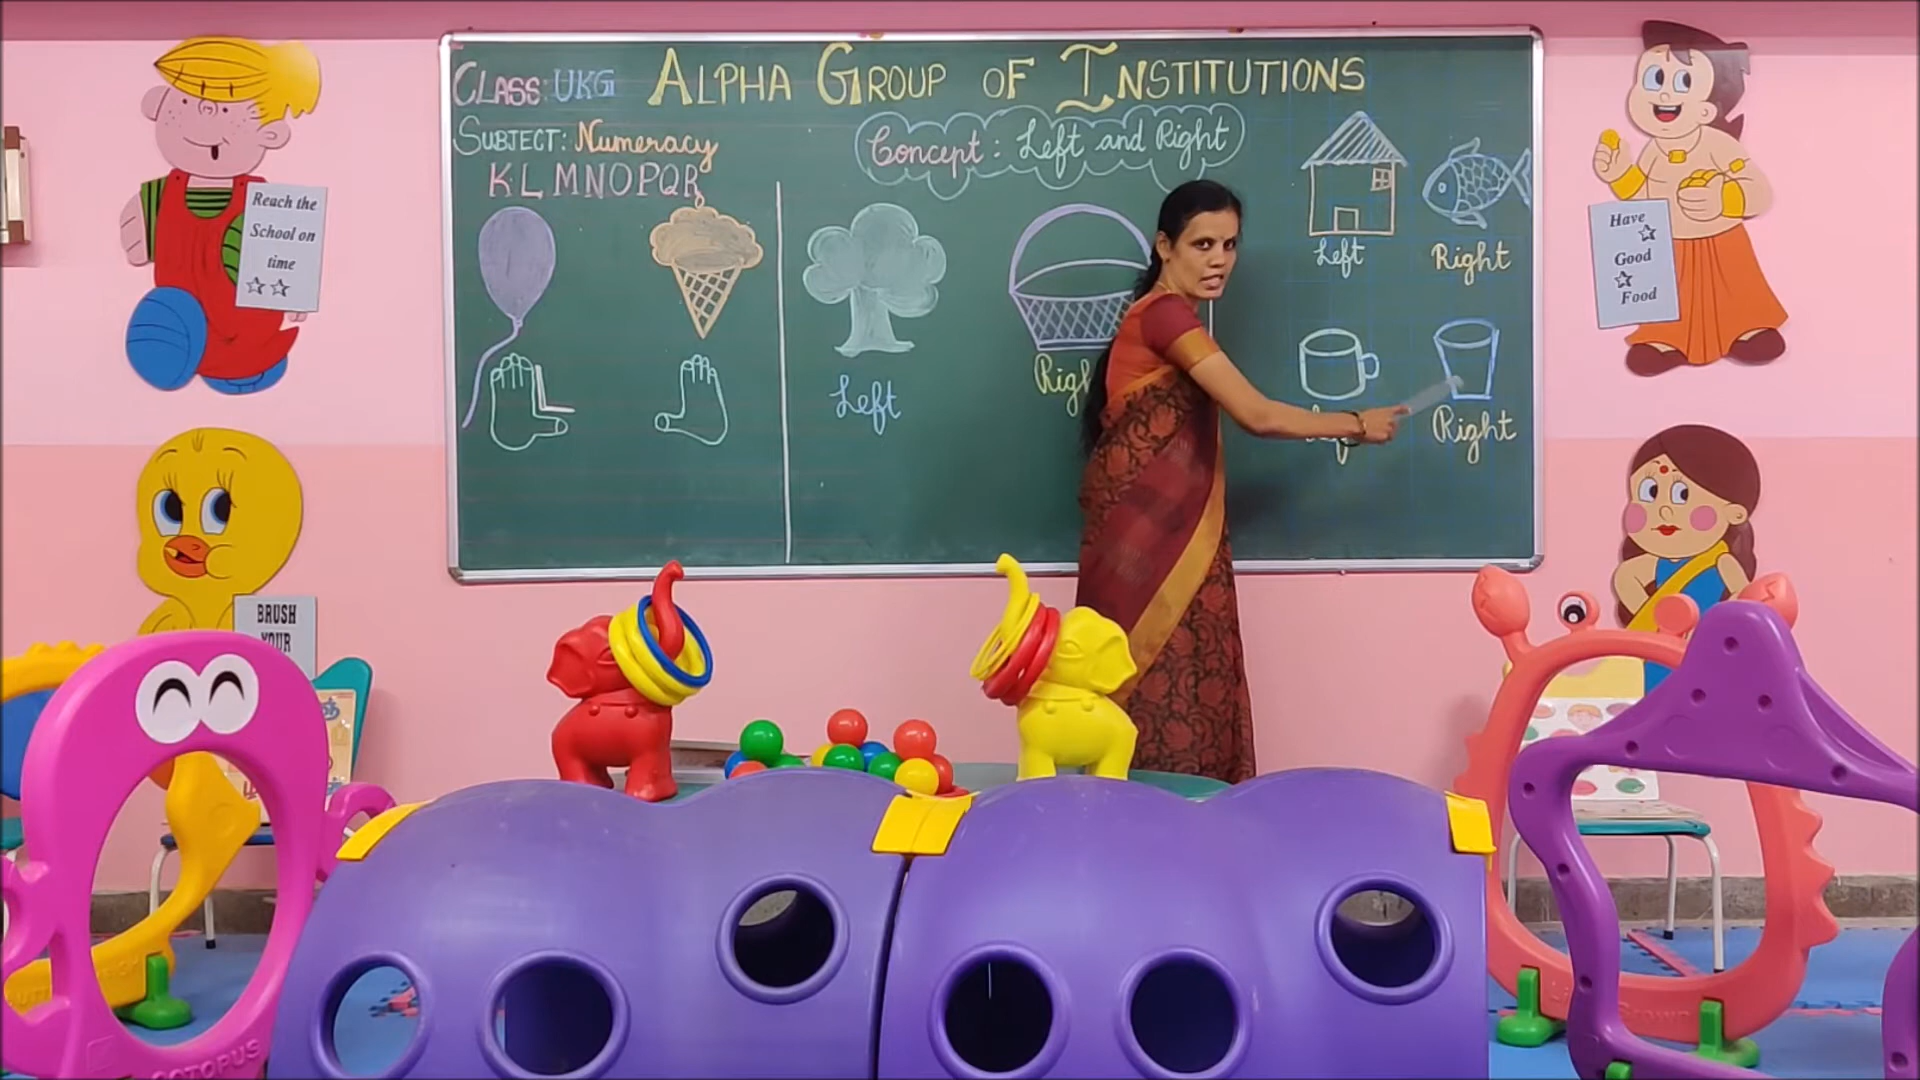 CLASS: UKG ALPHA GROUP OF INSTITUTIONS
SUBJECT: Numeracy
Concept: Left and Right
KLMNOPQR
Left Right
Left
Right
Right
Reach the
School on
time
Have
Good
Food
BRUSH
YOUR
OCTOPUS